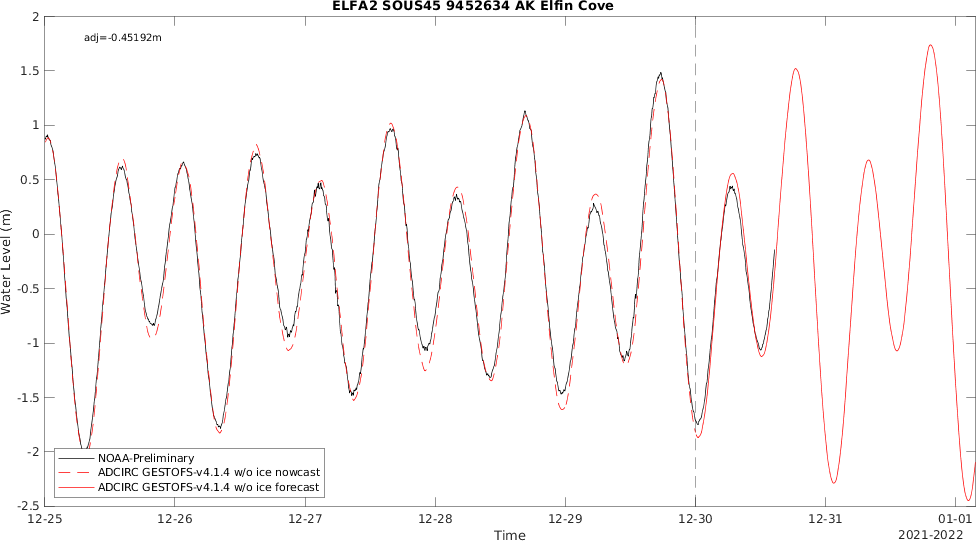 ELFA2 SOUS45 9452634 AK Elfin Cove
adj=-0.45192m
2
1.5
1
0.5
0
-0.5
-1
-1.5
-2
-2.5
Water Level (m)
NOAA-Preliminary
ADCIRC GESTOFS-v4.1.4 w/o ice nowcast
ADCIRC GESTOFS-v4.1.4 w/o ice forecast
12-25 12-26 12-27 12-28 12-29 12-30 12-31 01-01
Time
2021-2022